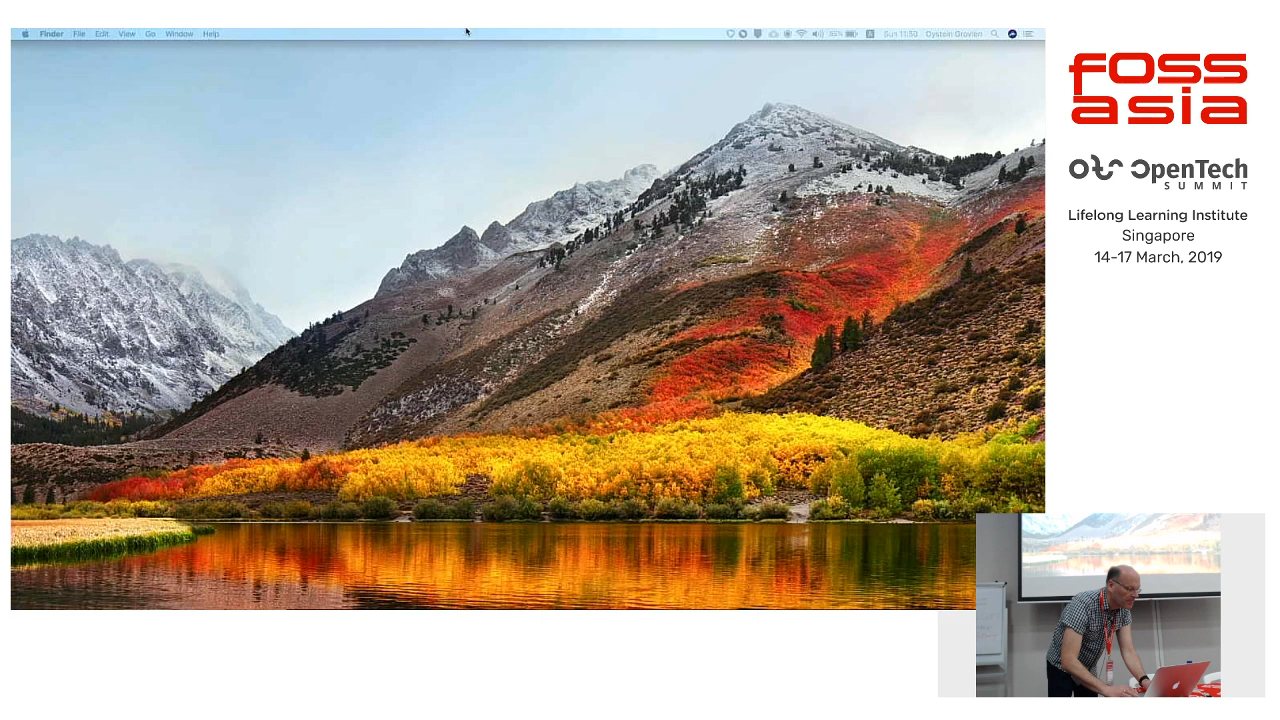 Finder File Edit View Go Window Help
Sun 11:30 Oystein Grovlen
foss
asia
OpenTech
SUMMIT
Lifelong Learning Institute
Singapore
14-17 March, 2019